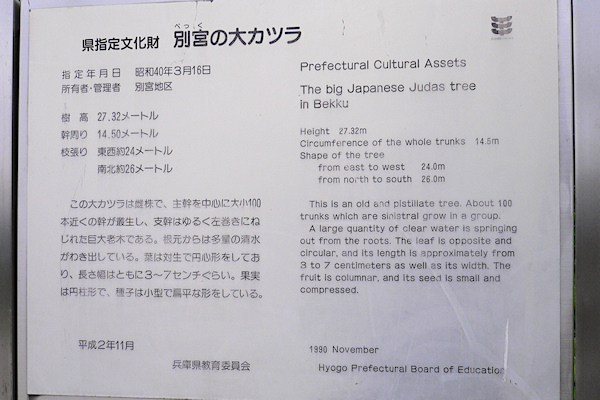 べっく
県指定文化財 別宮の大カツラ
指定年月日 昭和40年3月16日
所有者・管理者 別宮地区
樹高 27.32メートル
幹周り 14.50メートル
枝張り 東西約24メートル
南北約26メートル
この大カツラは雌株で、主幹を中心に大小100
本近くの幹が叢生し、支幹はゆるく左巻きにね
じれた巨大老木である。根元からは多量の清水
がわき出している。葉は対生で円心形をしてお
り、長さ幅はともに3〜7センチぐらい。果実
は円柱形で、種子は小型で扁平な形をしている。
平成2年11月
兵庫県教育委員会
Prefectural Cultural Assets
The big Japanese Judas tree
in Bekku
Height 27.32m
Circumference of the whole trunks 14.5m
Shape of the tree
from east to west 24.0m
from north to south 26.0m
This is an old and pistillate tree. About 100
trunks which are sinistral grow in a group.
A large quantity of clear water is springing
out from the roots. The leaf is opposite and
circular, and its length is approximately from
3 to 7 centimeters as well as its width. The
fruit is columnar, and its seed is small and
compressed.
1990 November
Hyogo Prefectural Board of Education